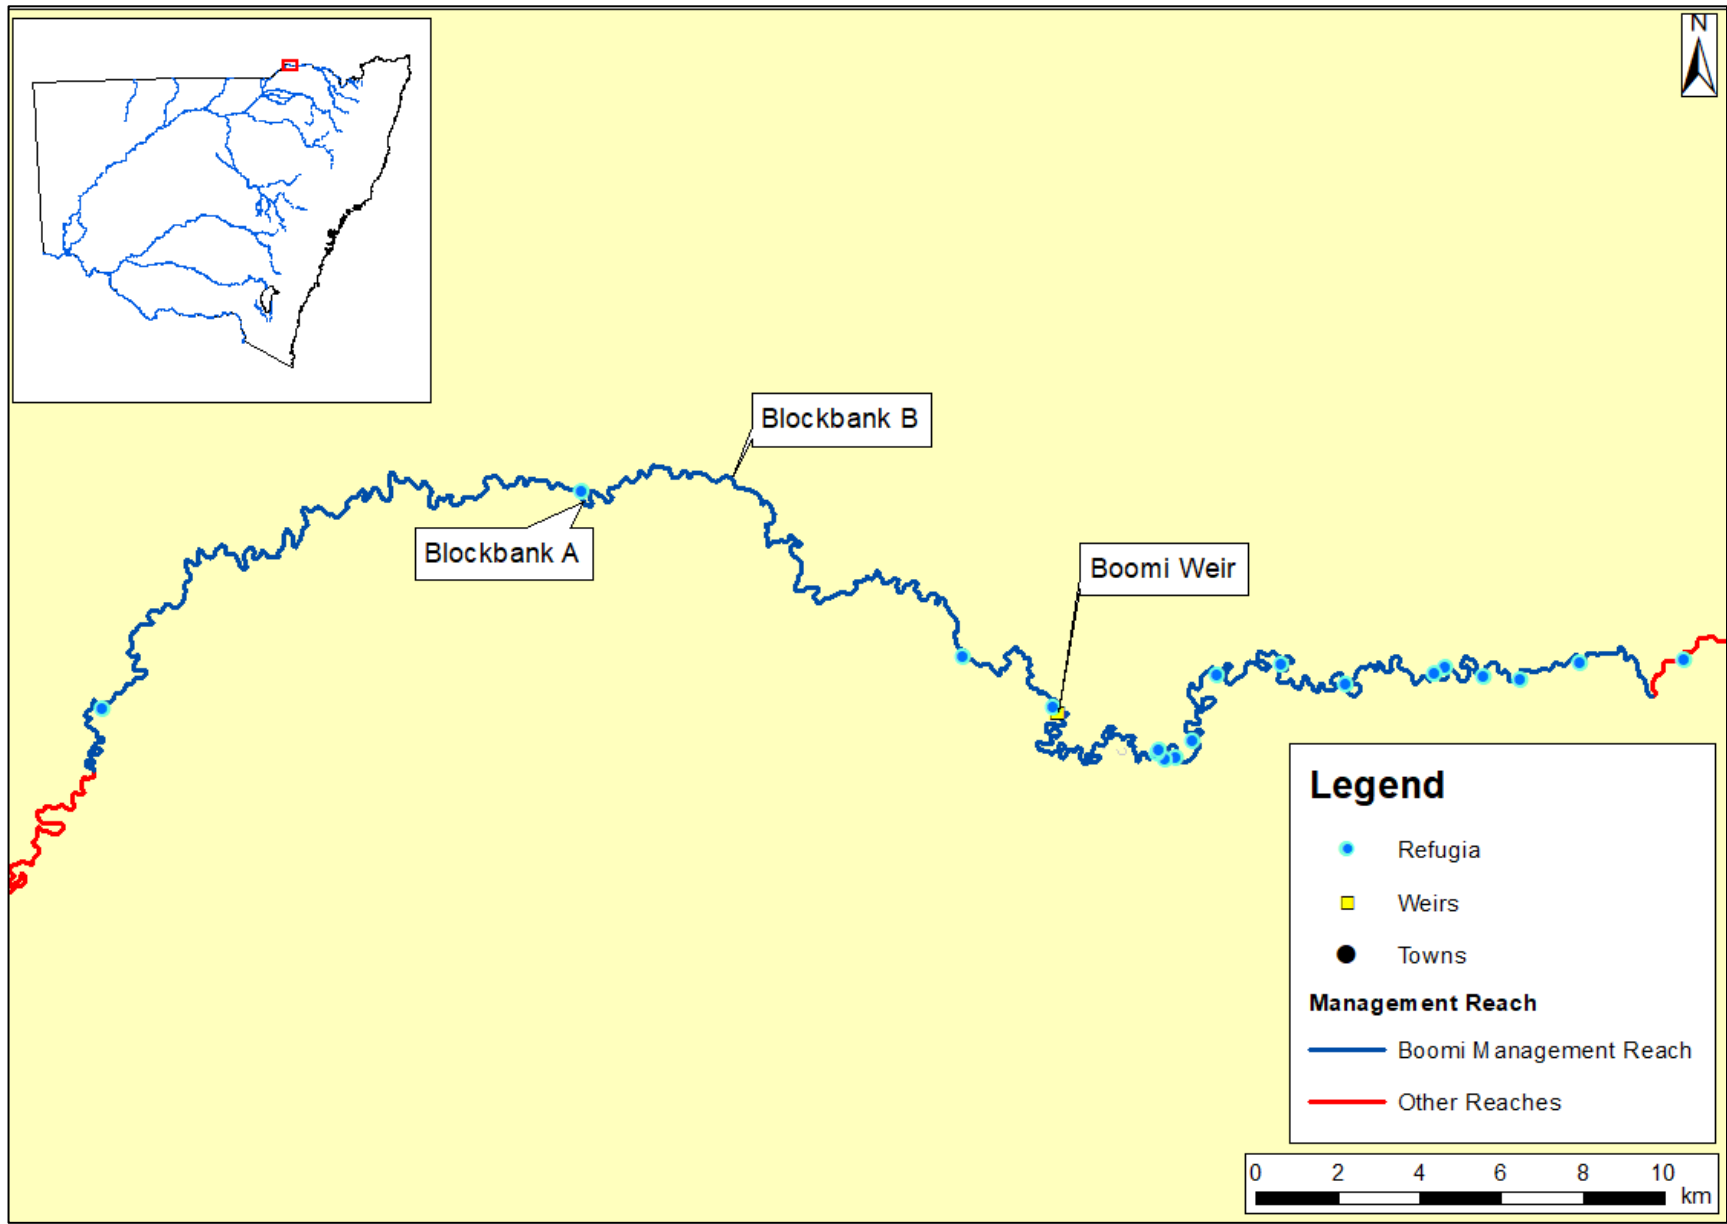 N
Blockbank B
Blockbank A
Boomi Weir
Legend
Refugia
Weirs
Towns
Management Reach
Boomi Management Reach
Other Reaches
0 2 4 6 8 10
km